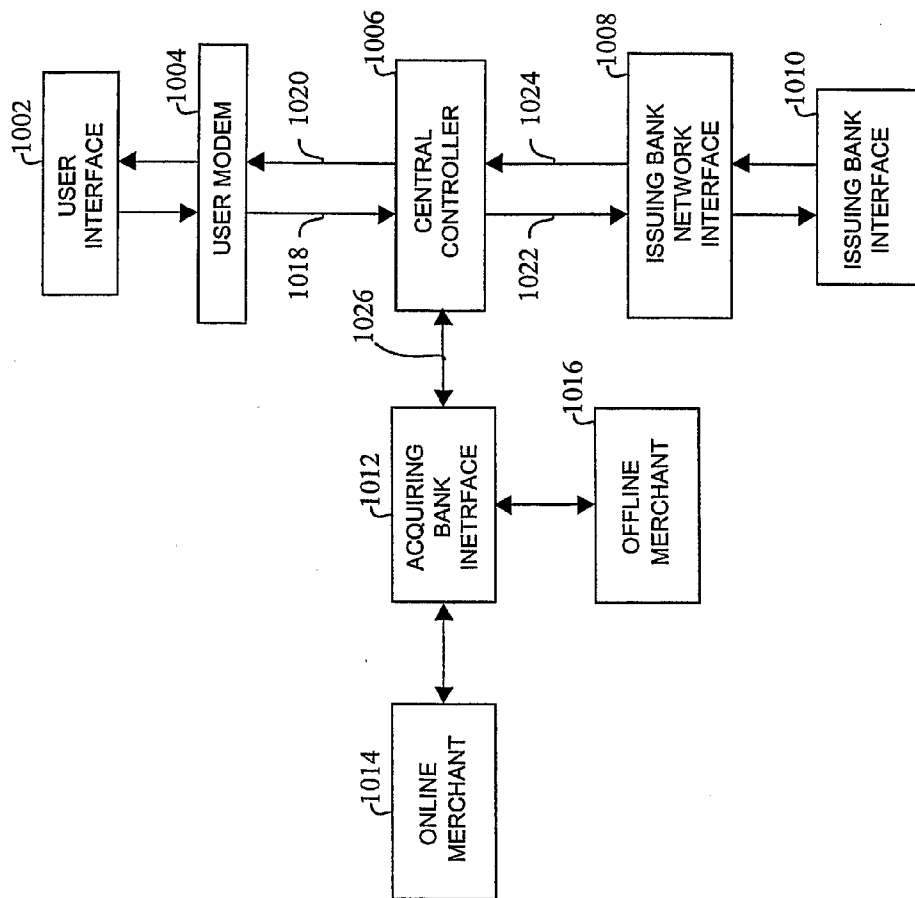 1002
USER
INTERFACE
1004
USER MODEM
1018
1020
1006
CENTRAL
CONTROLLER
1022
1024
1008
ISSUING BANK
NETWORK
INTERFACE
1010
ISSUING BANK
INTERFACE
1026
1012
ACQUIRING
BANK
INETRFACE
1016
OFFLINE
MERCHANT
1014
ONLINE
MERCHANT